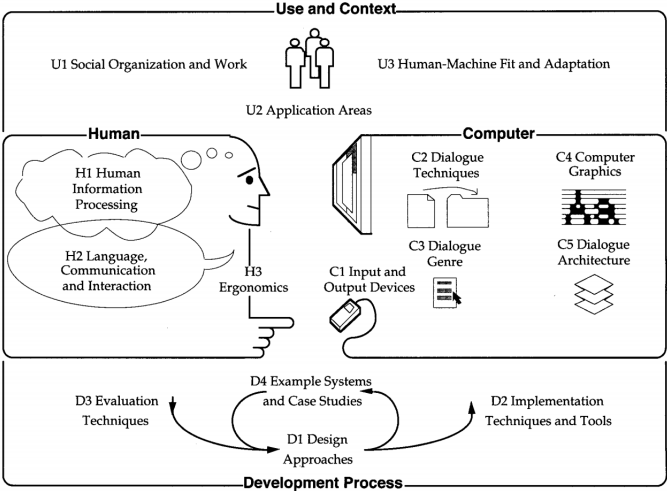 Use and Context
U1 Social Organization and Work
U3 Human-Machine Fit and Adaptation
U2 Application Areas
Human
Computer
H1 Human
Information
Processing
H2 Language,
Communication
and Interaction
H3
Ergonomics
C1 Input and
Output Devices
C2 Dialogue
Techniques
C3 Dialogue
Genre
C4 Computer
Graphics
C5 Dialogue
Architecture
D3 Evaluation
Techniques
D4 Example Systems
and Case Studies
D1 Design
Approaches
D2 Implementation
Techniques and Tools
Development Process